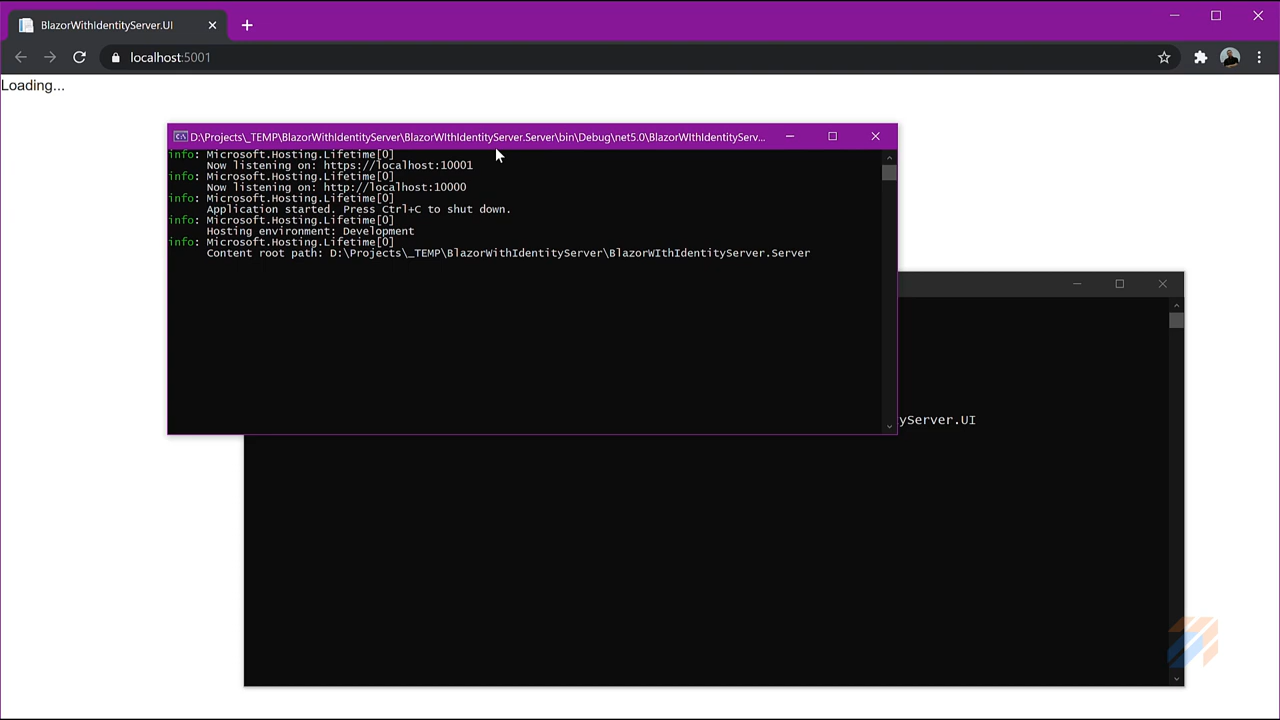 BlazorWithIdentityServer.UI
localhost:5001
Loading...
D:\Projects\_TEMP\BlazorWithIdentityServer\BlazorWIthIdentityServer.Server\bin\Debug\net5.0\BlazorWIthIdentityServ...
info: Microsoft.Hosting.Lifetime[0]
Now listening on: https://localhost:10001
info: Microsoft.Hosting.Lifetime[0]
Now listening on: http://localhost:10000
info: Microsoft.Hosting.Lifetime[0]
Application started. Press Ctrl+C to shut down.
info: Microsoft.Hosting.Lifetime[0]
Hosting environment: Development
info: Microsoft.Hosting.Lifetime[0]
Content root path: D:\Projects\_TEMP\BlazorWithIdentityServer\BlazorWIthIdentityServer.Server
yServer.UI